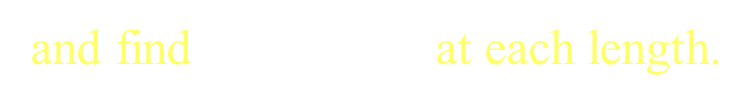 and find at each length.